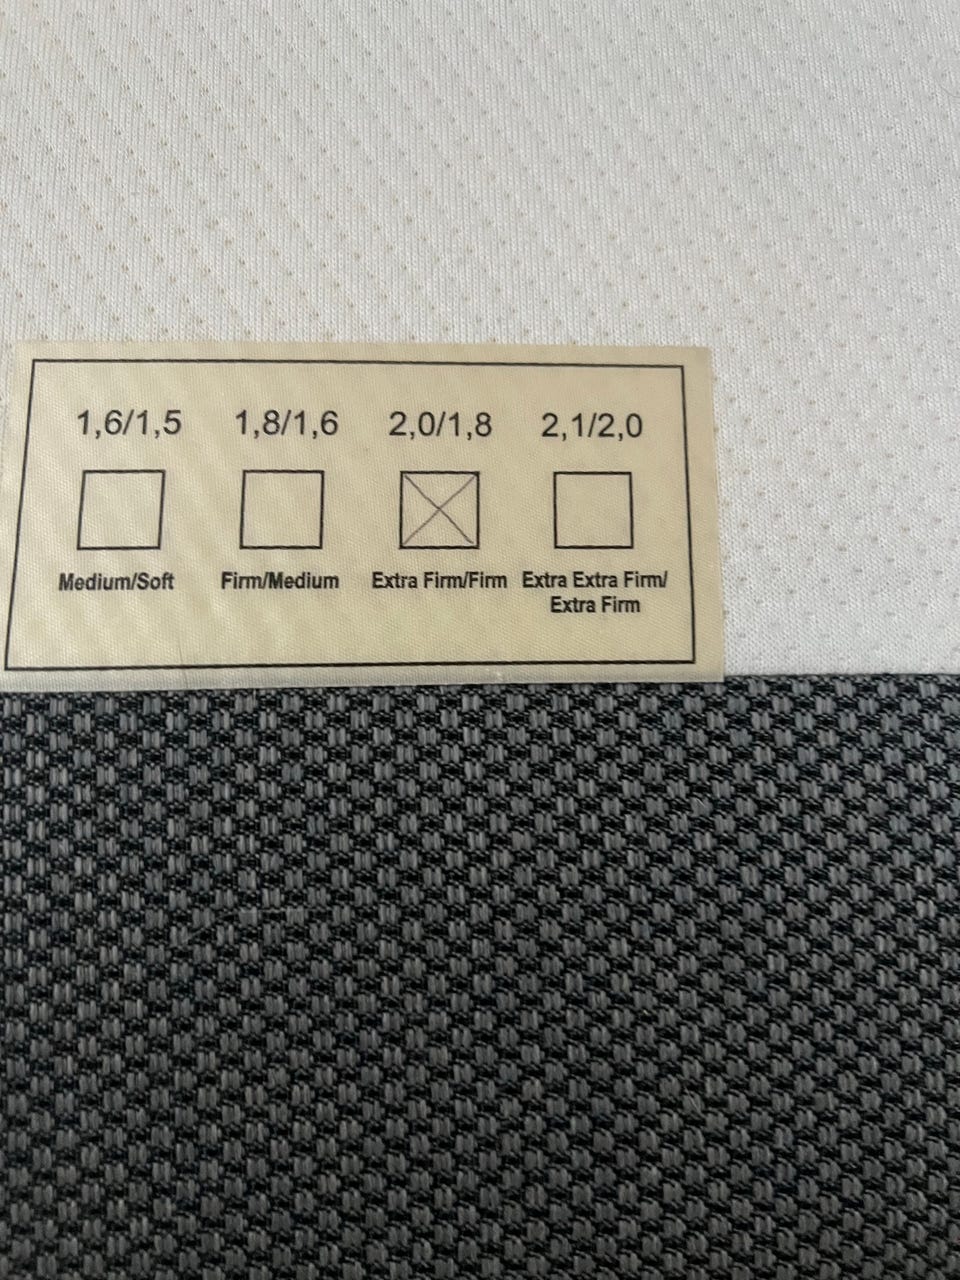 1,6/1,5 1,8/1,6 2,0/1,8 2,1/2,0
Medium/Soft Firm/Medium Extra Firm/Firm Extra Extra Firm/
Extra Firm